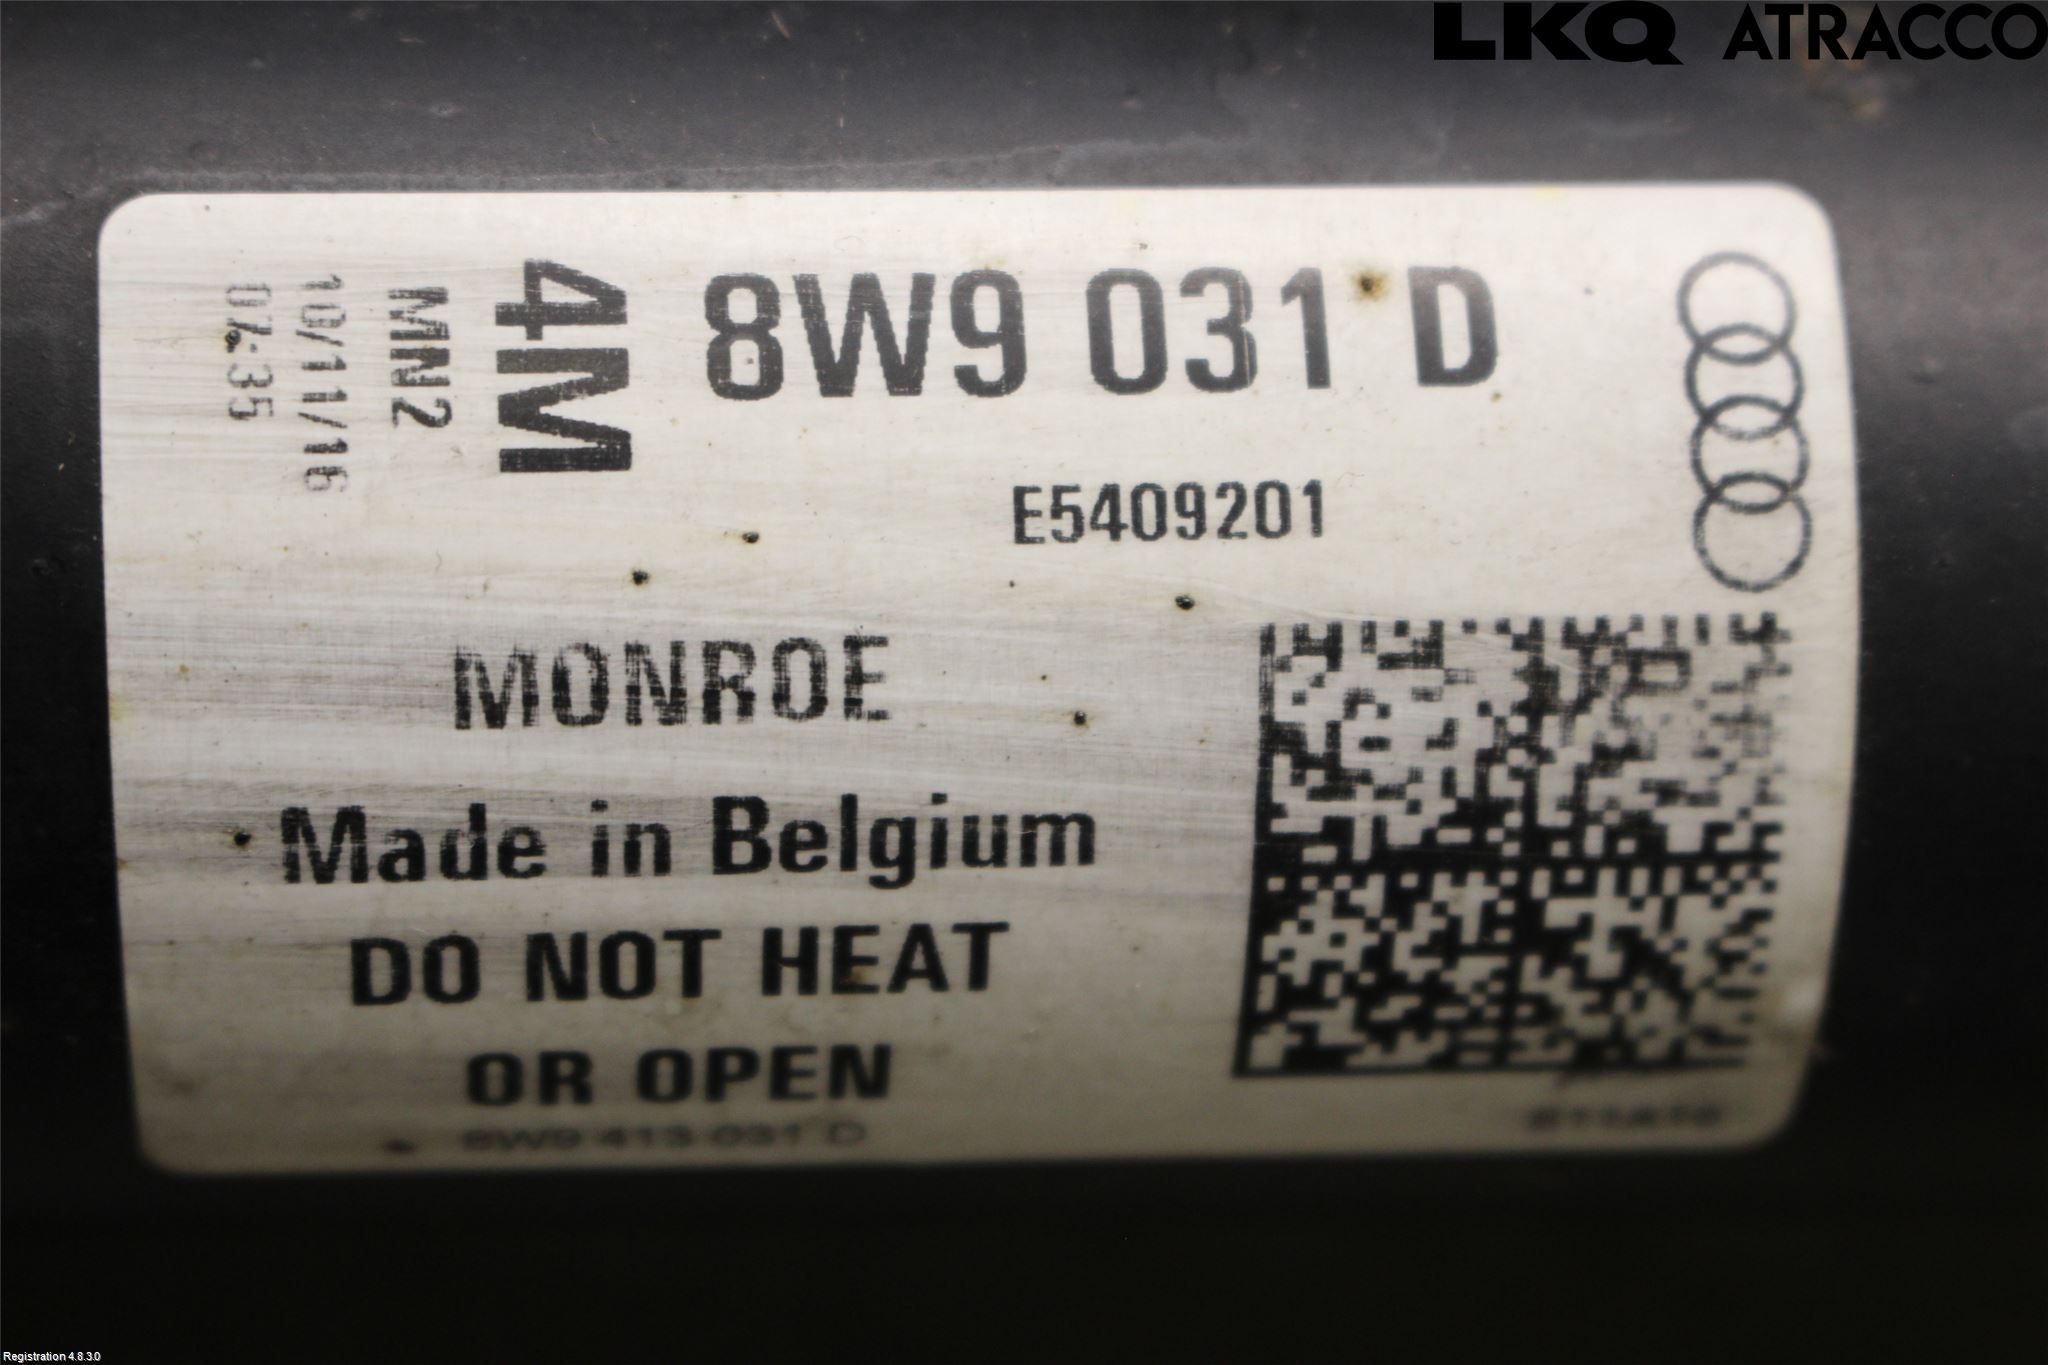 LKQ ATRACCO
8W9 031 D
4M
MN2
10/11/16
07:35
E5409201
MONROE
Made in Belgium
DO NOT HEAT
OR OPEN
8W9 413 031 D
Registration 4.8.3.0